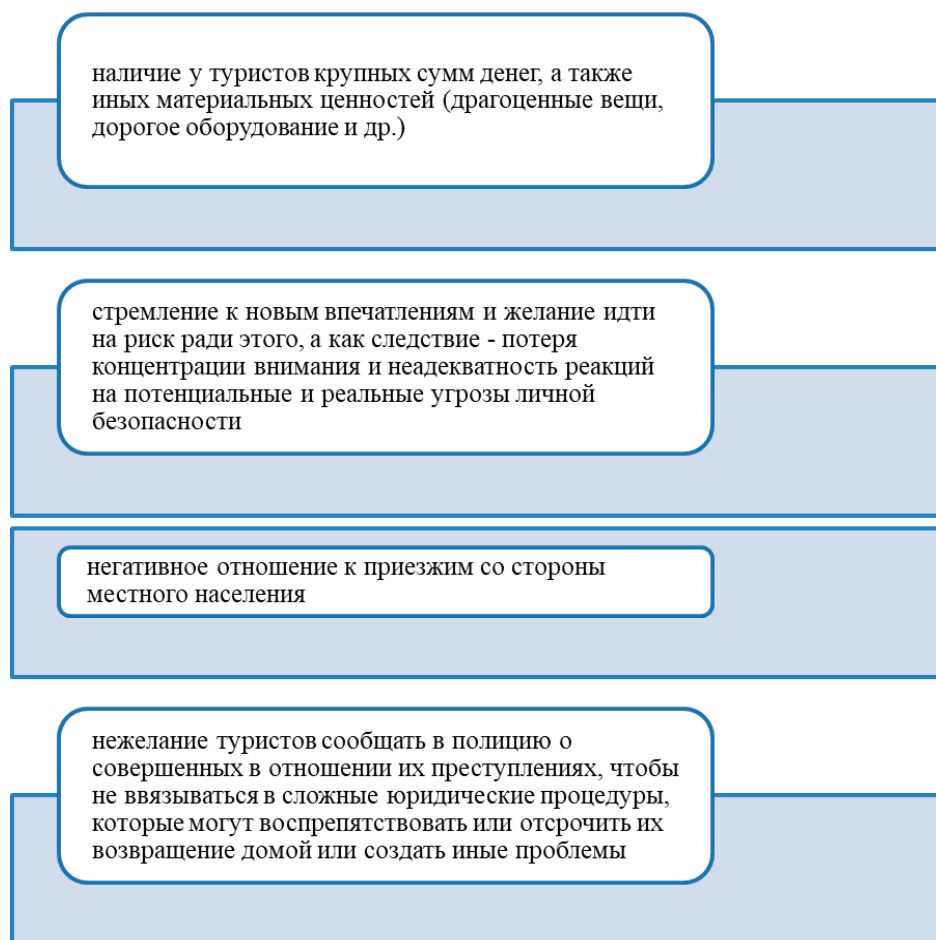 наличие у туристов крупных сумм денег, а также
иных материальных ценностей (драгоценные вещи,
дорогое оборудование и др.)
стремление к новым впечатлениям и желание идти
на риск ради этого, а как следствие - потеря
концентрации внимания и неадекватность реакций
на потенциальные и реальные угрозы личной
безопасности
негативное отношение к приезжим со стороны
местного населения
нежелание туристов сообщать в полицию о
совершенных в отношении их преступлениях, чтобы
не ввязываться в сложные юридические процедуры,
которые могут воспрепятствовать или отсрочить их
возвращение домой или создать иные проблемы